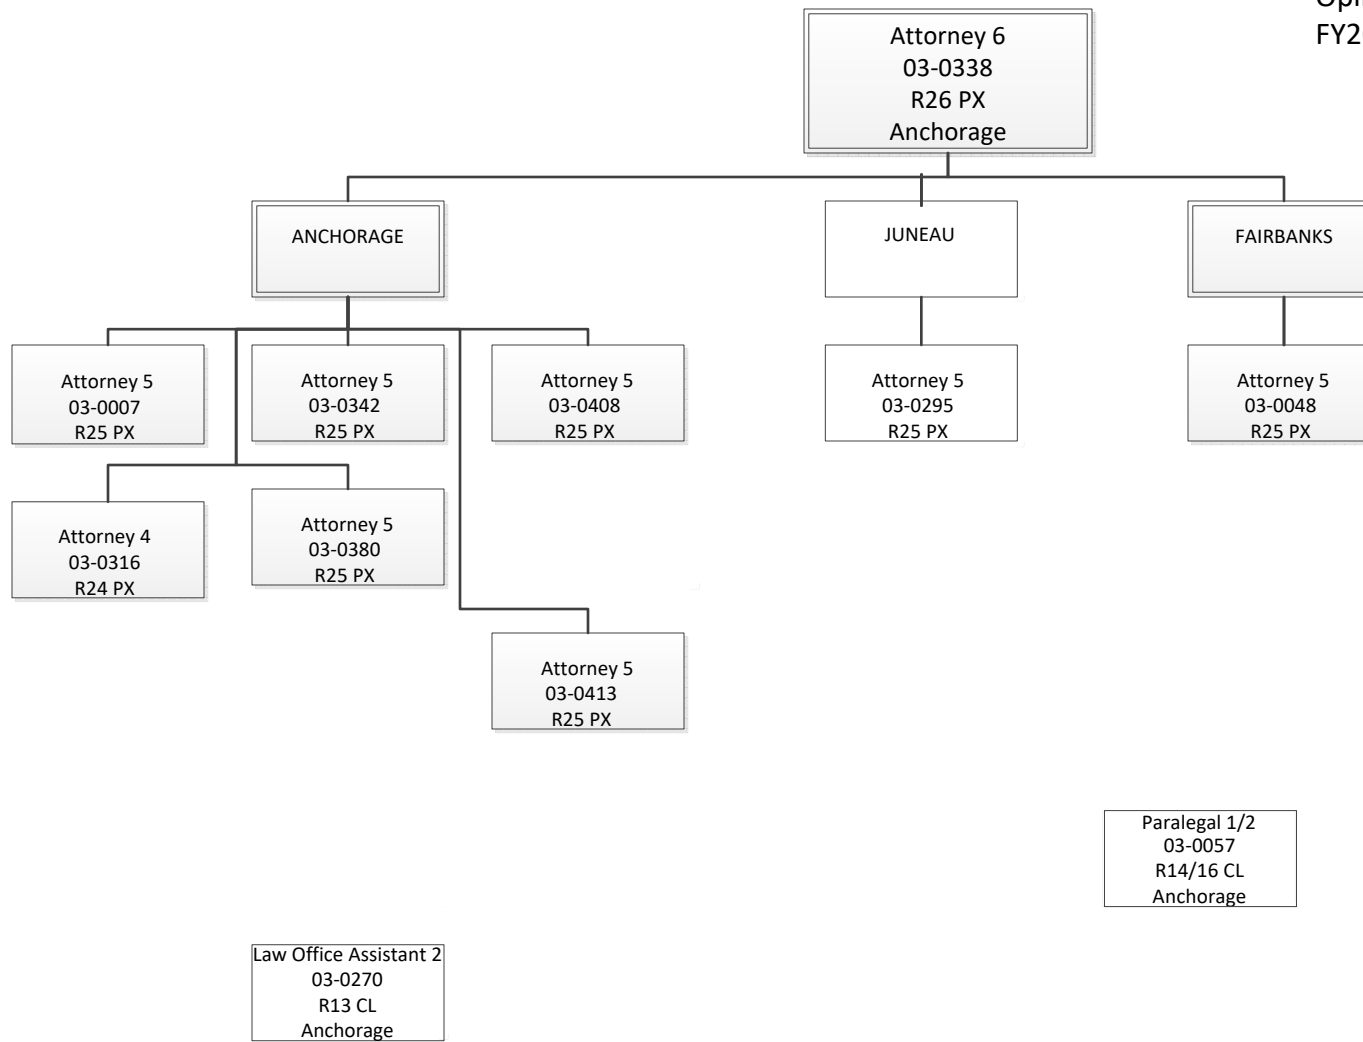 Attorney 6
03-0338
R26 PX
Anchorage
ANCHORAGE
JUNEAU
FAIRBANKS
Attorney 5
03-0007
R25 PX
Attorney 5
03-0342
R25 PX
Attorney 5
03-0408
R25 PX
Attorney 5
03-0295
R25 PX
Attorney 5
03-0048
R25 PX
Attorney 4
03-0316
R24 PX
Attorney 5
03-0380
R25 PX
Attorney 5
03-0413
R25 PX
Paralegal 1/2
03-0057
R14/16 CL
Anchorage
Law Office Assistant 2
03-0270
R13 CL
Anchorage